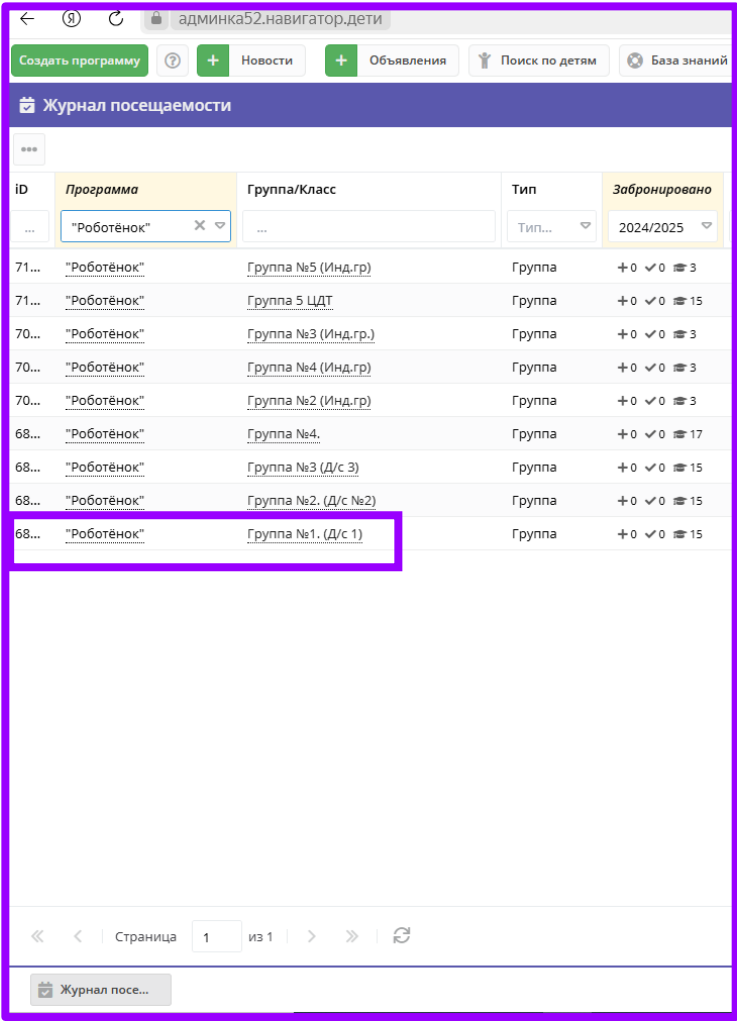 админка52.навигатор.дети
Создать программу ? + Новости + Объявления Поиск по детям База знаний
Журнал посещаемости
•••
iD Программа Группа/Класс Тип Забронировано
... "Роботёнок" ... Тип... 2024/2025
71... "Роботёнок" Группа №5 (Инд.гр) Группа +0 ✓0 3
71... "Роботёнок" Группа 5 ЦДТ Группа +0 ✓0 15
70... "Роботёнок" Группа №3 (Инд.гр.) Группа +0 ✓0 3
70... "Роботёнок" Группа №4 (Инд.гр) Группа +0 ✓0 3
70... "Роботёнок" Группа №2 (Инд.гр) Группа +0 ✓0 3
68... "Роботёнок" Группа №4. Группа +0 ✓0 17
68... "Роботёнок" Группа №3 (Д/с 3) Группа +0 ✓0 15
68... "Роботёнок" Группа №2. (Д/с №2) Группа +0 ✓0 15
68... "Роботёнок" Группа №1. (Д/с 1) Группа +0 ✓0 15
Страница 1 из 1
Журнал посе...